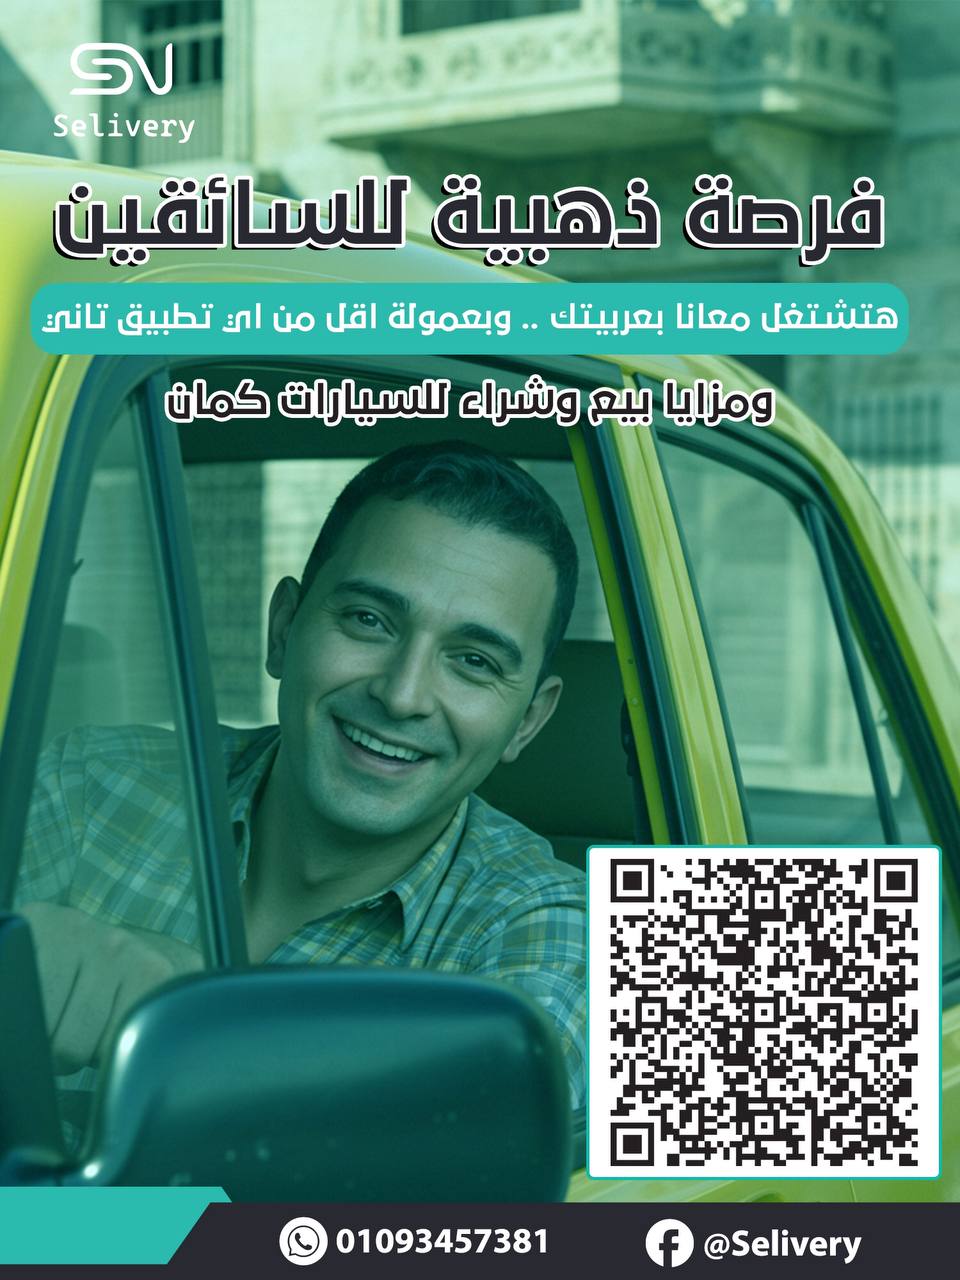 SN
Selivery
فرصة ذهبية للسائقين
هتشتغل معانا بعربيتك .. وبعمولة اقل من اي تطبيق تاني
ومزايا بيع وشراء للسيارات كمان
01093457381
@Selivery